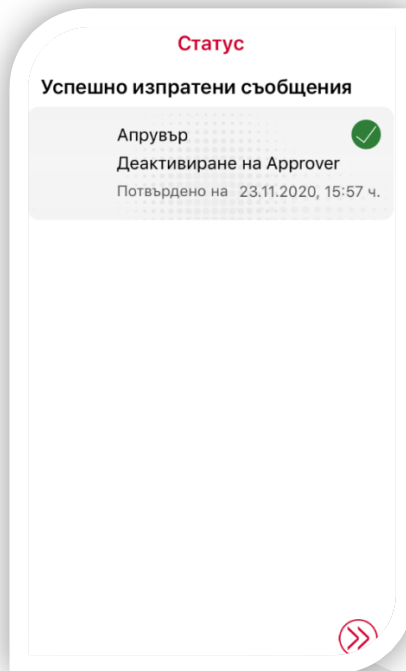 Статус
Успешно изпратени съобщения
Апрувър
Деактивиране на Approver
Потвърдено на 23.11.2020, 15:57 ч.